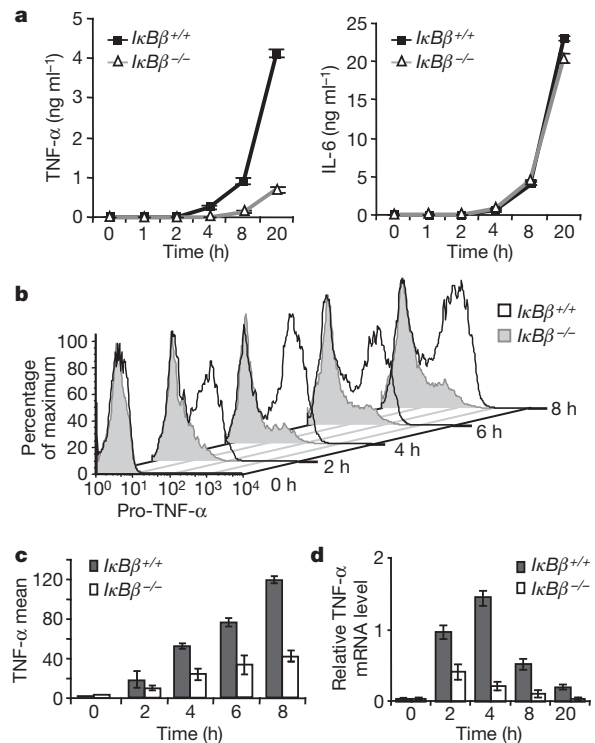 a
TNF-α (ng ml⁻¹)
5
4
3
2
1
0
IκBβ⁺/⁺
IκBβ⁻/⁻
0 1 2 4 8 20
Time (h)
IL-6 (ng ml⁻¹)
25
20
15
10
5
0
IκBβ⁺/⁺
IκBβ⁻/⁻
0 1 2 4 8 20
Time (h)
b
Percentage
of maximum
100
80
60
40
20
0
10⁰ 10¹ 10² 10³ 10⁴
Pro-TNF-α
0 h
2 h
4 h
6 h
8 h
IκBβ⁺/⁺
IκBβ⁻/⁻
c
TNF-α mean
120
80
40
0
IκBβ⁺/⁺
IκBβ⁻/⁻
0 2 4 6 8
Time (h)
d
Relative TNF-α
mRNA level
2
1
0
IκBβ⁺/⁺
IκBβ⁻/⁻
0 2 4 8 20
Time (h)